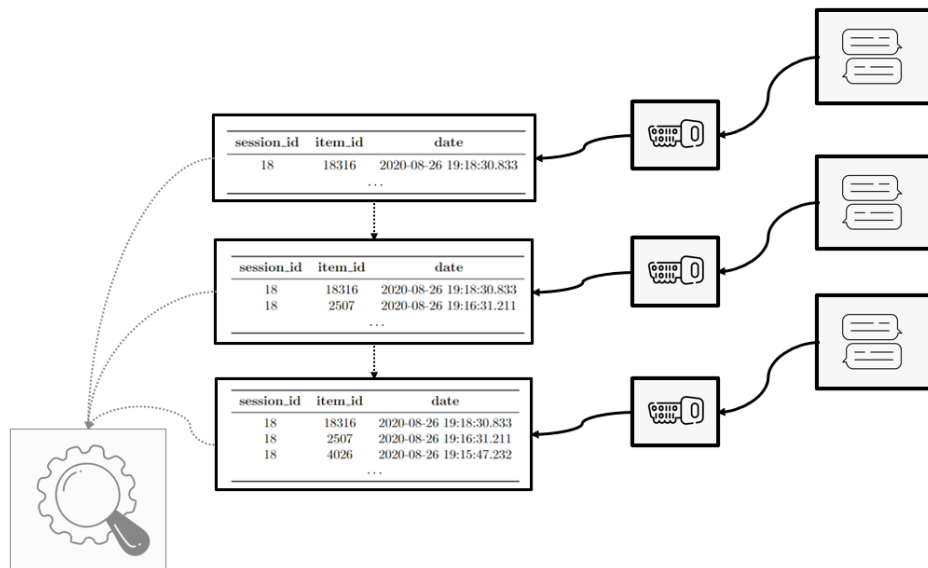 session_id item_id date
18 18316 2020-08-26 19:18:30.833
...
session_id item_id date
18 18316 2020-08-26 19:18:30.833
18 2507 2020-08-26 19:16:31.211
...
session_id item_id date
18 18316 2020-08-26 19:18:30.833
18 2507 2020-08-26 19:16:31.211
18 4026 2020-08-26 19:15:47.232
...